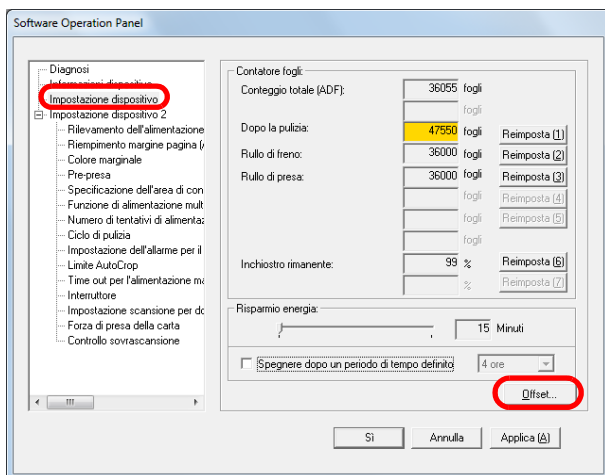 Software Operation Panel
Diagnosi
Informazioni dispositivo
Impostazione dispositivo
Impostazione dispositivo 2
Rilevamento dell'alimentazione
Riempimento margine pagina (
Colore marginale
Pre-presa
Specificazione dell'area di con
Funzione di alimentazione mult
Numero di tentativi di alimenta
Ciclo di pulizia
Impostazione dell'allarme per il
Limite AutoCrop
Time out per l'alimentazione ma
Interruttore
Impostazione scansione per do
Forza di presa della carta
Controllo sovrascansione
Contatore fogli:
Conteggio totale (ADF): 36055 fogli
fogli
Dopo la pulizia: 47550 fogli Reimposta (1)
Rullo di freno: 36000 fogli Reimposta (2)
Rullo di presa: 36000 fogli Reimposta (3)
fogli Reimposta (4)
fogli Reimposta (5)
fogli
Inchiostro rimanente: 99 % Reimposta (6)
% Reimposta (7)
Risparmio energia:
15 Minuti
Spegnere dopo un periodo di tempo definito 4 ore
Offset...
Sì Annulla Applica (A)